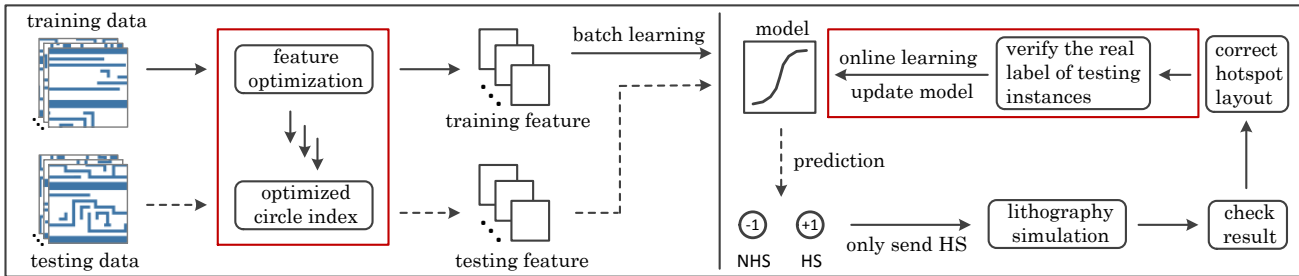 training data
feature
optimization
optimized
circle index
testing data
training feature
testing feature
batch learning
model
online learning
update model
verify the real
label of testing
instances
correct
hotspot
layout
prediction
-1
+1
NHS
HS
only send HS
lithography
simulation
check
result